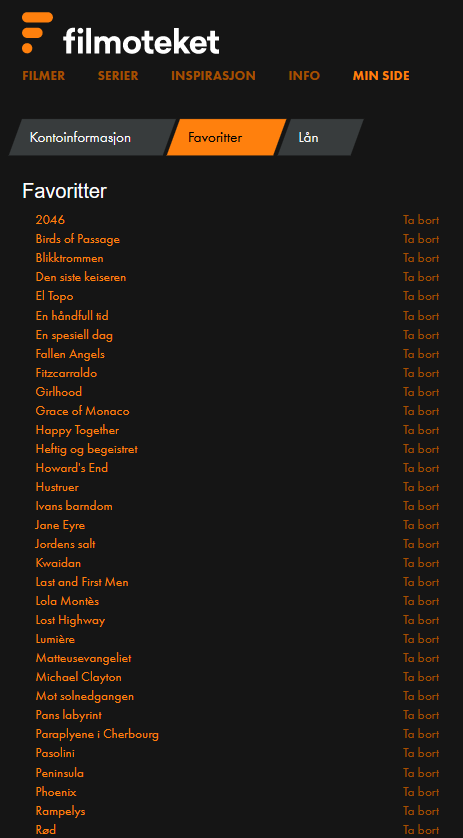 filmoteket
FILMER SERIER INSPIRASJON INFO MIN SIDE
Kontoinformasjon Favoritter Lån
Favoritter
2046 Ta bort
Birds of Passage Ta bort
Blikktrommen Ta bort
Den siste keiseren Ta bort
El Topo Ta bort
En håndfull tid Ta bort
En spesiell dag Ta bort
Fallen Angels Ta bort
Fitzcarraldo Ta bort
Girlhood Ta bort
Grace of Monaco Ta bort
Happy Together Ta bort
Heftig og begeistret Ta bort
Howard's End Ta bort
Hustruer Ta bort
Ivans barndom Ta bort
Jane Eyre Ta bort
Jordens salt Ta bort
Kwaidan Ta bort
Last and First Men Ta bort
Lola Montès Ta bort
Lost Highway Ta bort
Lumière Ta bort
Matteusevangeliet Ta bort
Michael Clayton Ta bort
Mot solnedgangen Ta bort
Pans labyrint Ta bort
Paraplyene i Cherbourg Ta bort
Pasolini Ta bort
Peninsula Ta bort
Phoenix Ta bort
Rampelys Ta bort
Rød Ta bort